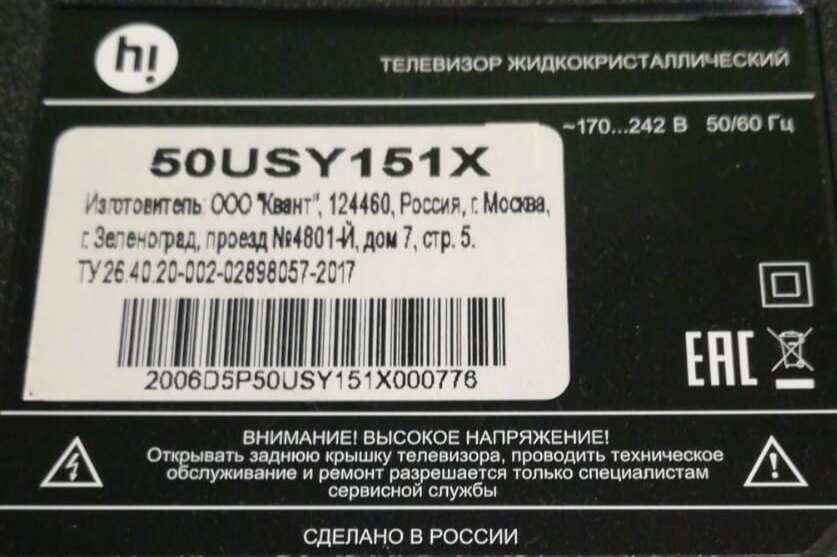 hi
ТЕЛЕВИЗОР ЖИДКОКРИСТАЛЛИЧЕСКИЙ
~170...242 В 50/60 Гц
50USY151X
Изготовитель: ООО "Квант", 124460, Россия, г. Москва,
г. Зеленоград, проезд №4801-Й, дом 7, стр. 5.
ТУ 26.40.20-002-02898057-2017
2006D5P50USY151X000776
EAC
ВНИМАНИЕ! ВЫСОКОЕ НАПРЯЖЕНИЕ!
Открывать заднюю крышку телевизора, проводить техническое
обслуживание и ремонт разрешается только специалистам
сервисной службы
СДЕЛАНО В РОССИИ